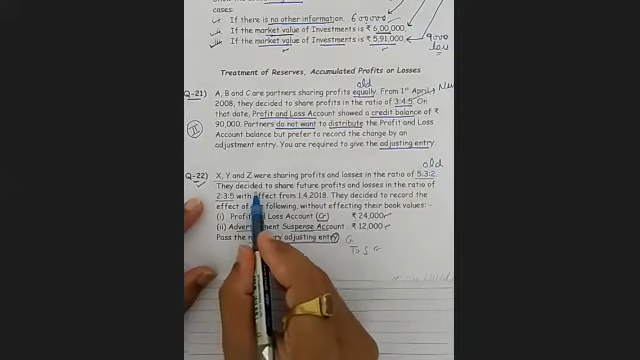 cases:
If there is no other information. 600000
If the market value of Investments is ₹ 6,00,000.
If the market value of Investments is ₹ 5,91,000. 9000
Treatment of Reserves, Accumulated Profits or Losses
old
Q-21) A, B and C are partners sharing profits equally. From 1st April,
2008, they decided to share profits in the ratio of 3:4:5. On
that date, Profit and Loss Account showed a credit balance of ₹
90,000. Partners do not want to distribute the Profit and Loss
Account balance but prefer to record the change by an
adjustment entry. You are required to give the adjusting entry.
II
old
Q-22) X, Y and Z were sharing profits and losses in the ratio of 5:3:2.
They decided to share future profits and losses in the ratio of
2:3:5 with effect from 1.4.2018. They decided to record the
effect of the following, without effecting their book values:-
(i) Profit and Loss Account (Cr) ₹ 24,000
(ii) Advertisement Suspense Account ₹ 12,000
Pass the necessary adjusting entry